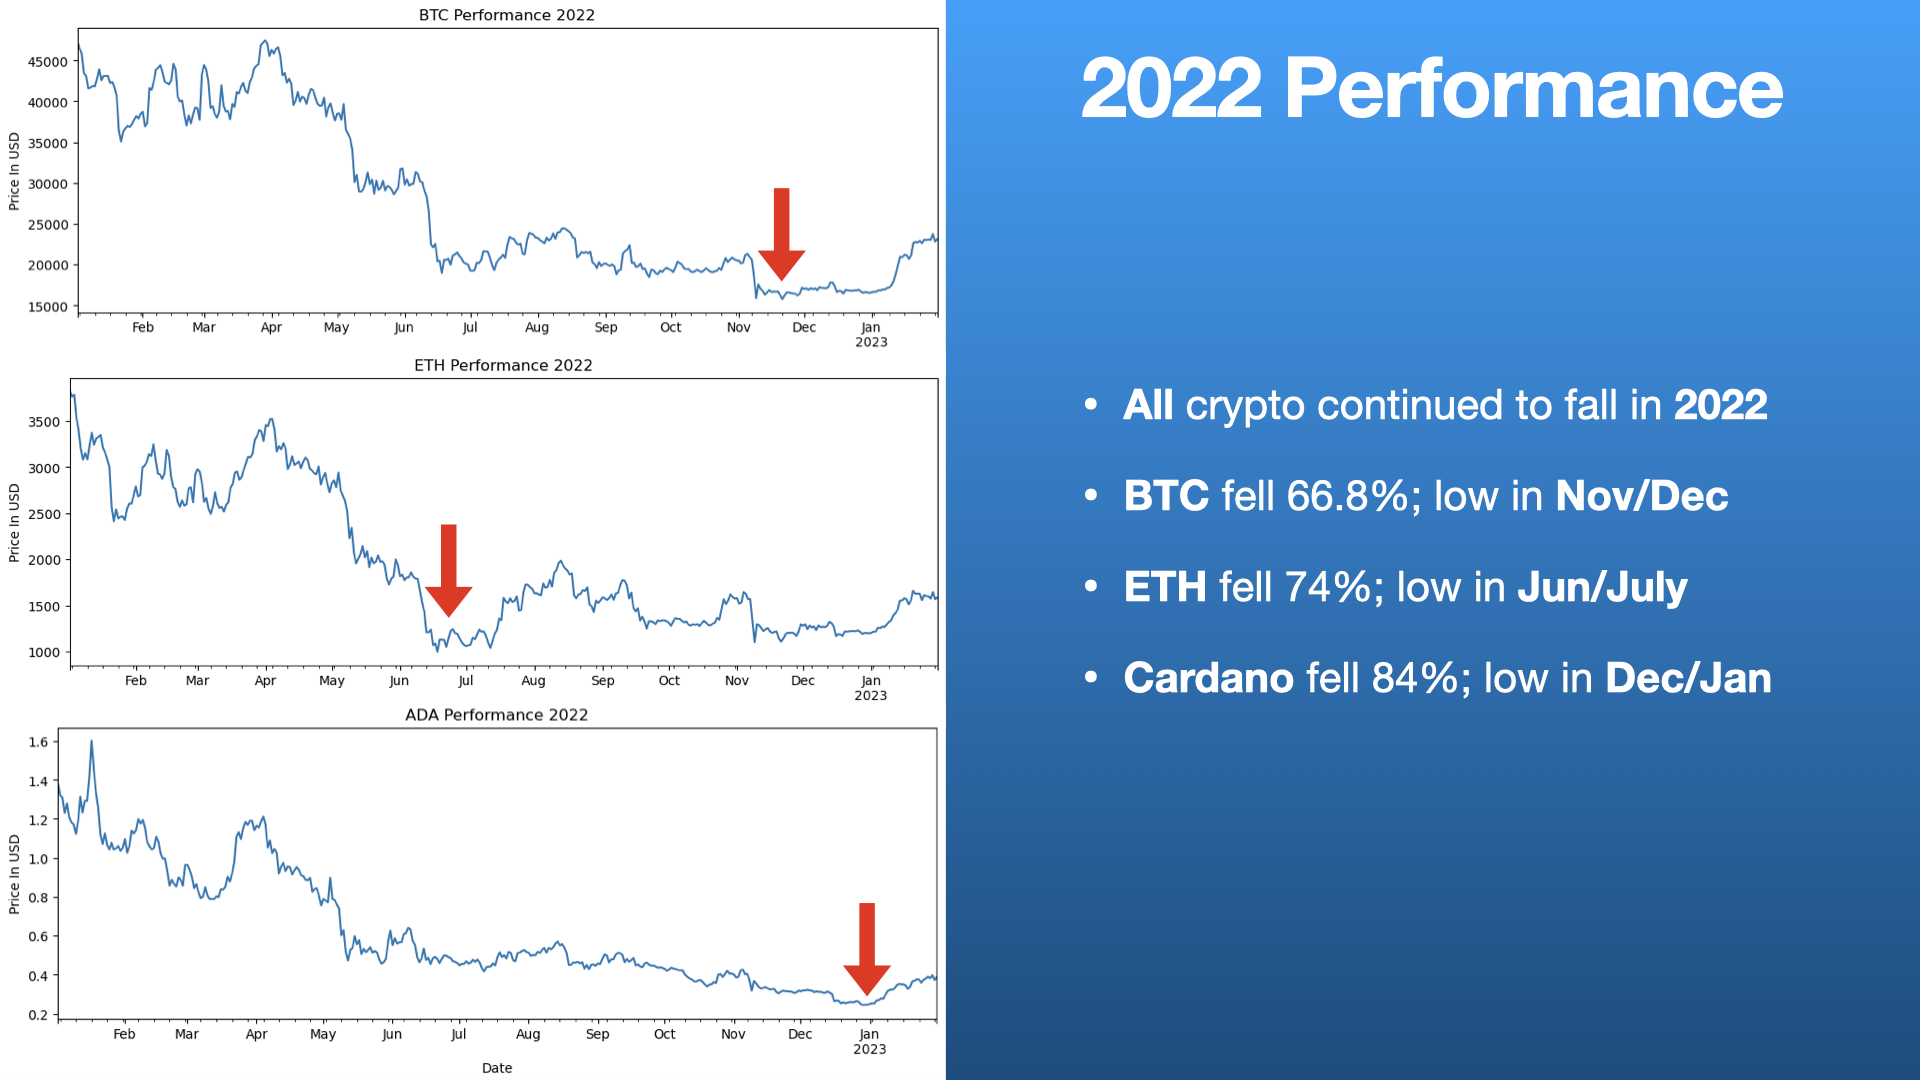 BTC Performance 2022
Price In USD
45000
40000
35000
30000
25000
20000
15000
Feb Mar Apr May Jun Jul Aug Sep Oct Nov Dec Jan
2023
ETH Performance 2022
Price In USD
3500
3000
2500
2000
1500
1000
Feb Mar Apr May Jun Jul Aug Sep Oct Nov Dec Jan
2023
ADA Performance 2022
Price In USD
1.6
1.4
1.2
1.0
0.8
0.6
0.4
0.2
Feb Mar Apr May Jun Jul Aug Sep Oct Nov Dec Jan
2023
Date
2022 Performance
• All crypto continued to fall in 2022
• BTC fell 66.8%; low in Nov/Dec
• ETH fell 74%; low in Jun/July
• Cardano fell 84%; low in Dec/Jan